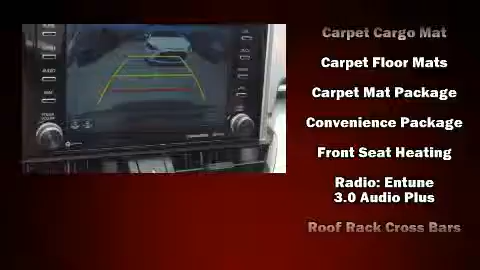 Carpet Cargo Mat
Carpet Floor Mats
Carpet Mat Package
Convenience Package
Front Seat Heating
Radio: Entune
3.0 Audio Plus
Roof Rack Cross Bars
AUDIO